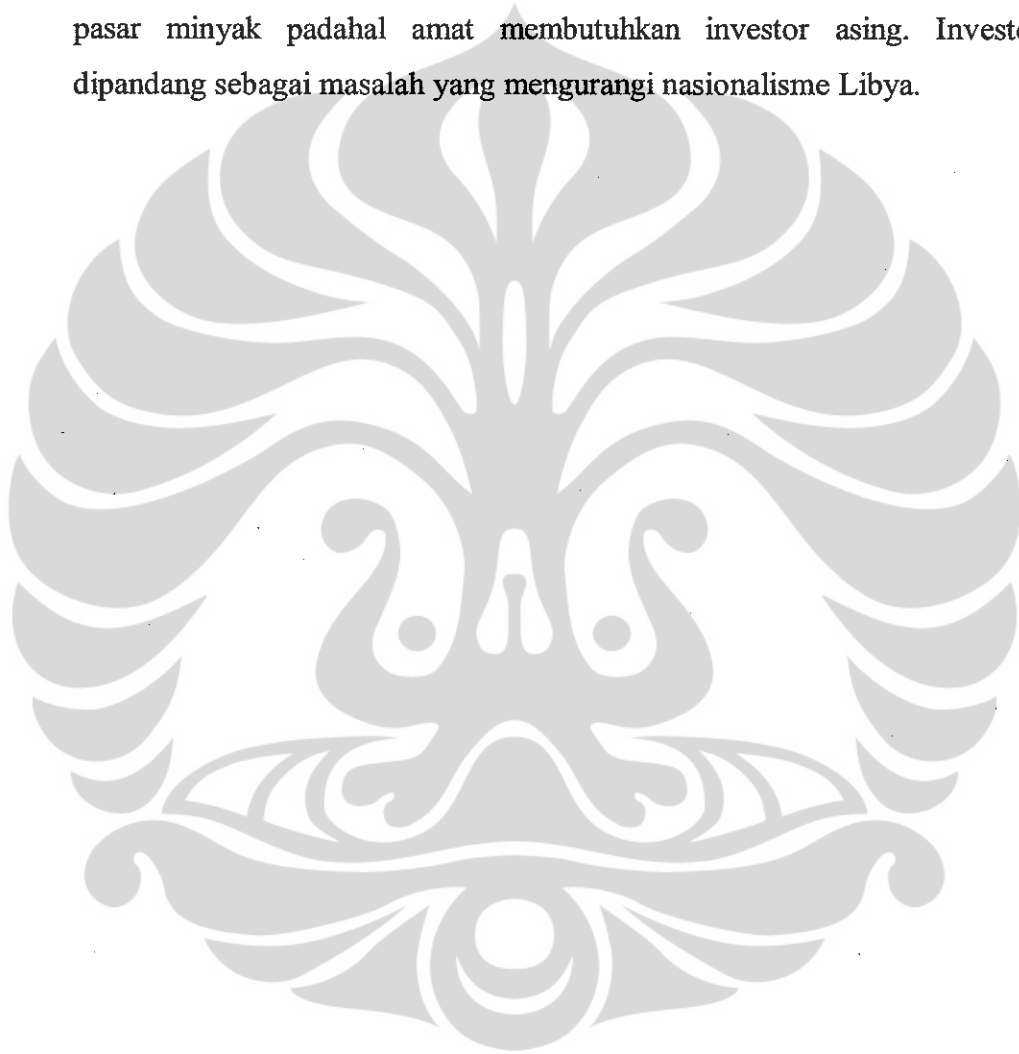 pasar minyak padahal amat membutuhkan investor asing. Invest
dipandang sebagai masalah yang mengurangi nasionalisme Libya.